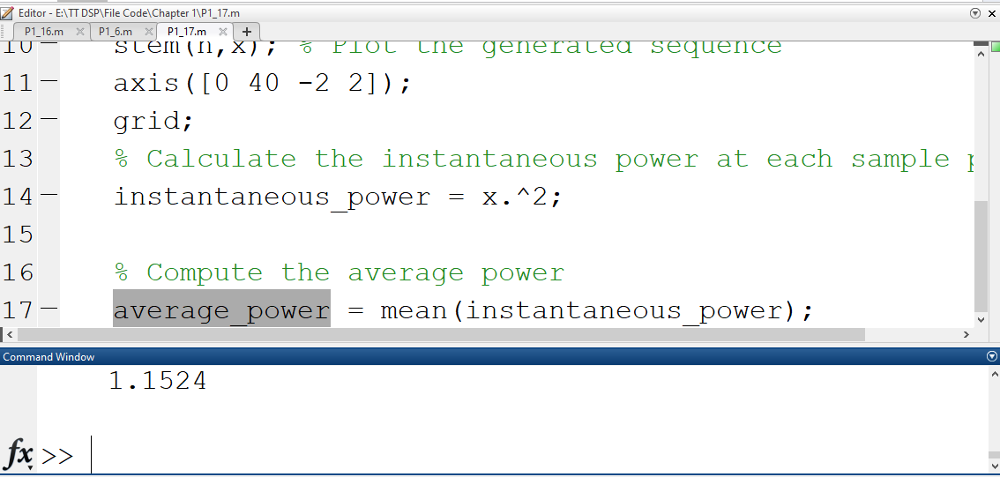 Editor - E:\TT DSP\File Code\Chapter 1\P1_17.m
P1_16.m × P1_6.m × P1_17.m × +
10 — stem(n,x); % Plot the generated sequence
11 — axis([0 40 -2 2]);
12 — grid;
13 % Calculate the instantaneous power at each sample
14 — instantaneous_power = x.^2;
15
16 % Compute the average power
17 — average_power = mean(instantaneous_power);
Command Window
1.1524
fx >>